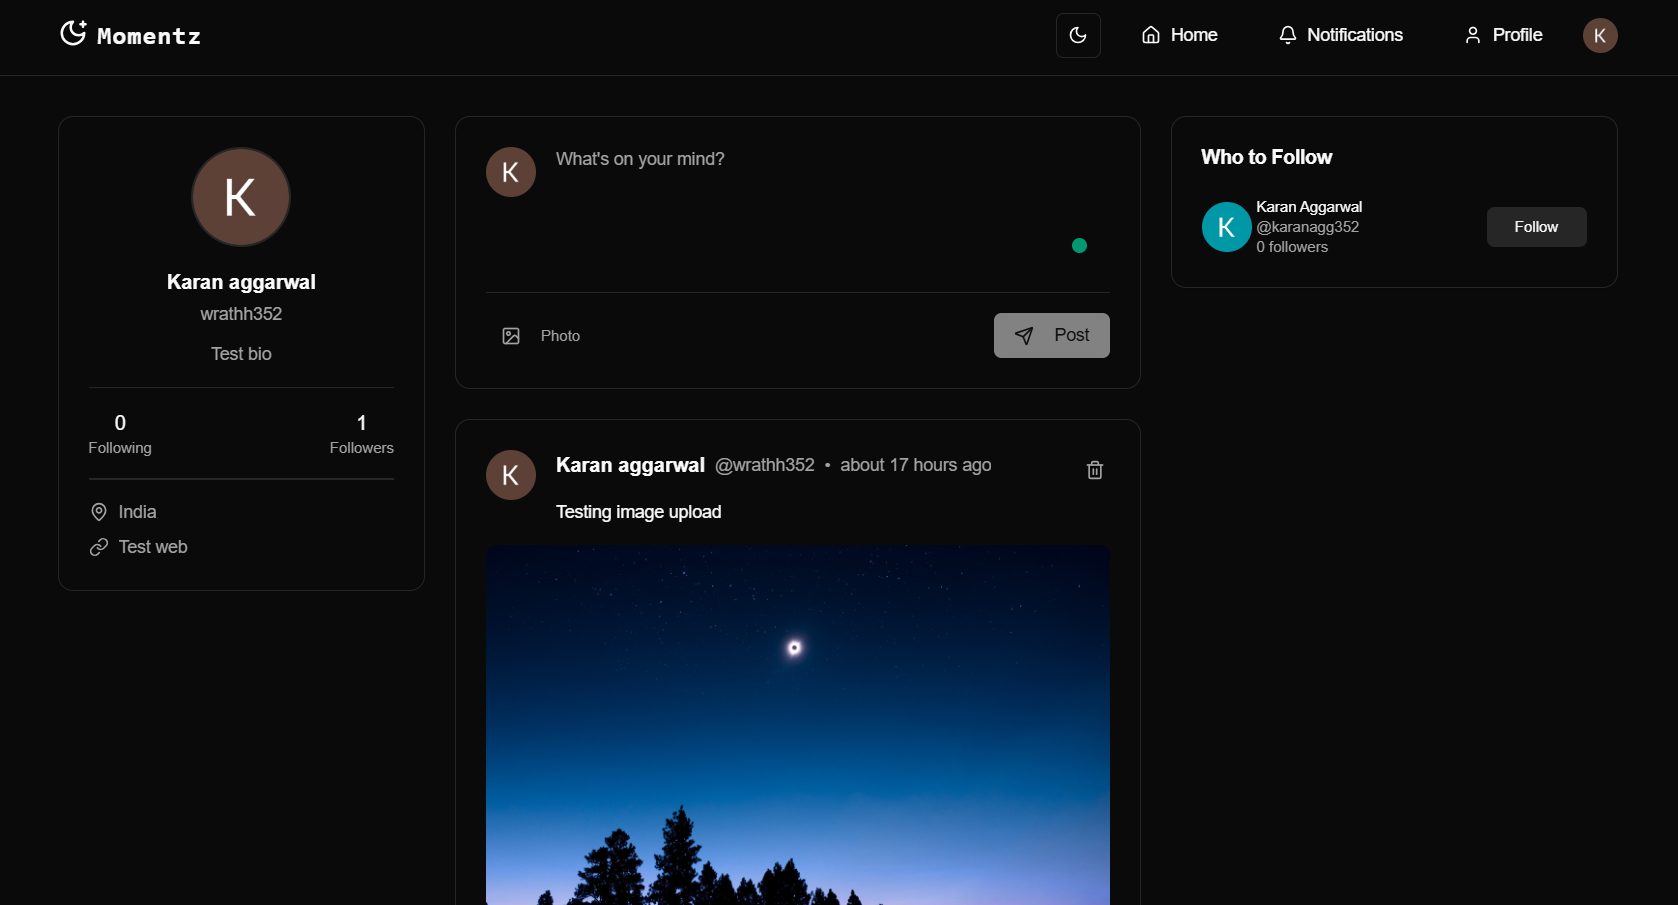 Momentz
Home
Notifications
Profile
K
K
Karan aggarwal
wrathh352
Test bio
0
Following
1
Followers
India
Test web
K
What's on your mind?
Photo
Post
K
Karan aggarwal @wrathh352 • about 17 hours ago
Testing image upload
Who to Follow
K
Karan Aggarwal
@karanagg352
0 followers
Follow